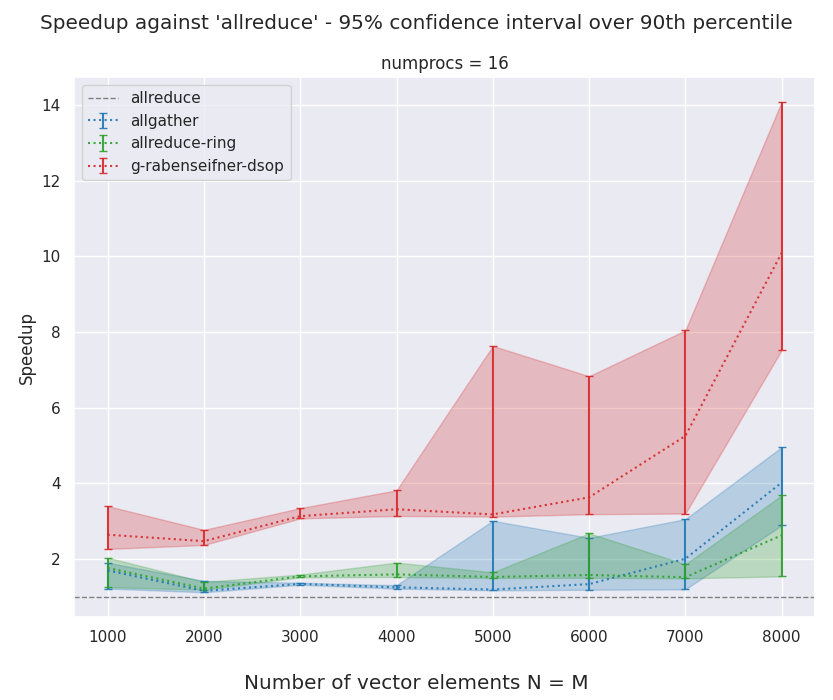 Speedup against 'allreduce' - 95% confidence interval over 90th percentile
numprocs = 16
allreduce
allgather
allreduce-ring
g-rabenseifner-dsop
14
12
10
8
6
4
2
Speedup
1000 2000 3000 4000 5000 6000 7000 8000
Number of vector elements N = M